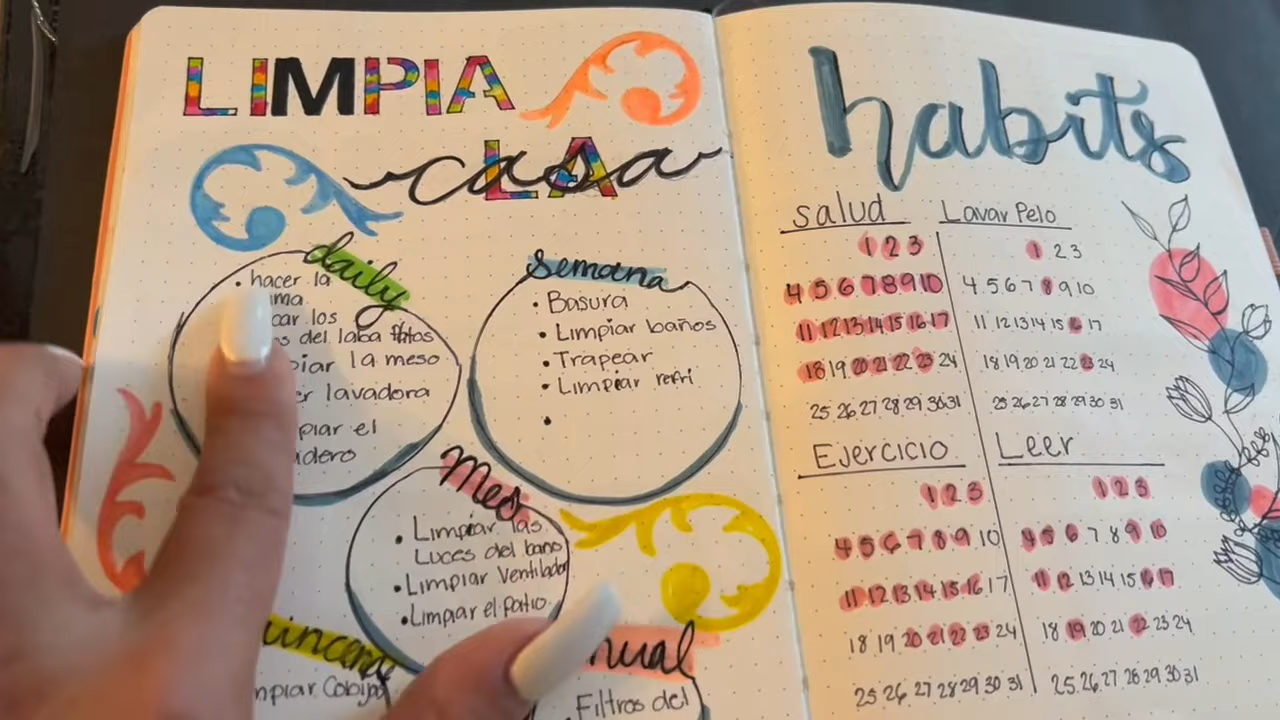 LIMPIA
LA
casa
daily
• hacer la
los
del laba
la meso
lavadora
el
semana
• Basura
• Limpiar baños
• Trapear
• Limpiar refri
•
Mes
• Limpiar las
Luces del baño
• Limpiar Ventilador
• Limpiar el patio
Filtros del
habits
salud
1 2 3
4 5 6 7 8 9 10
11 12 13 14 15 16 17
18 19 20 21 22 23 24
25 26 27 28 29 30 31
Lavar Pelo
1 2 3
4 5 6 7 8 9 10
11 12 13 14 15 16 17
18 19 20 21 22 23 24
25 26 27 28 29 30 31
Ejercicio
1 2 3
4 5 6 7 8 9 10
11 12 13 14 15 16 17
18 19 20 21 22 23 24
25 26 27 28 29 30 31
Leer
1 2 3
4 5 6 7 8 9 10
11 12 13 14 15 16 17
18 19 20 21 22 23 24
25 26 27 28 29 30 31